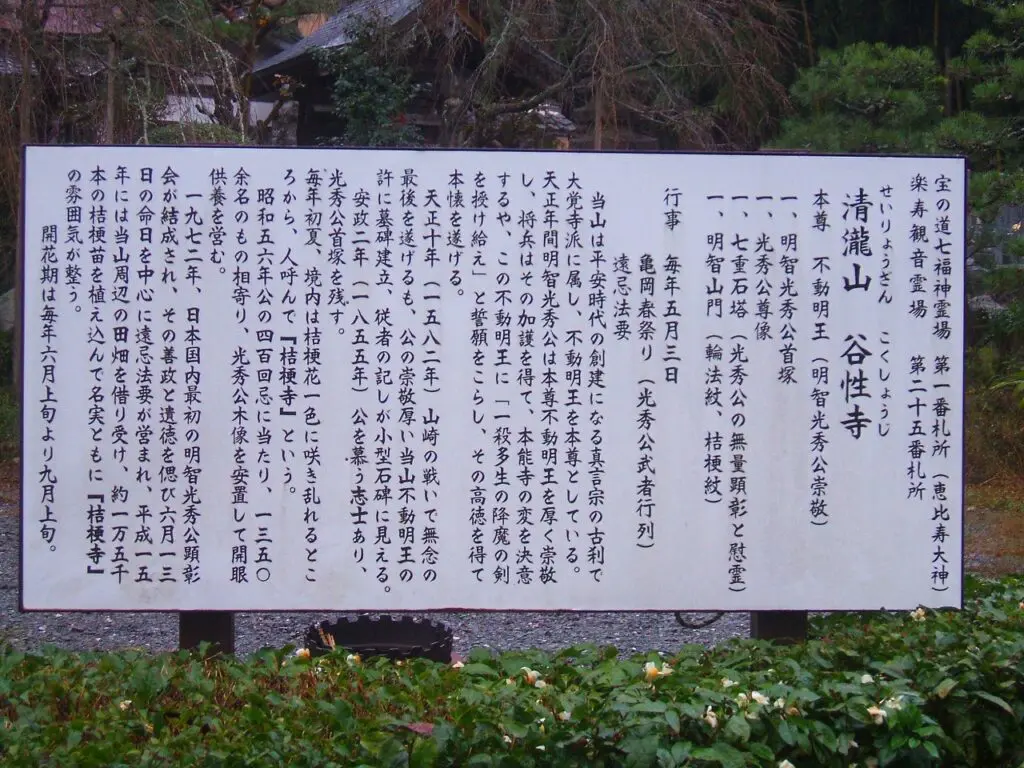 宝の道七福神霊場 第一番札所(恵比寿大神)
楽寿観音霊場 第二十五番札所
せいりょうざん こくしょうじ
清瀧山 谷性寺
本尊 不動明王(明智光秀公崇敬)
一、明智光秀公首塚
一、光秀公尊像
一、七重石塔(光秀公の無量顕彰と慰霊)
一、明智山門(輪法紋、桔梗紋)
行事 毎年五月三日
亀岡春祭り(光秀公武者行列)
遠忌法要
当山は平安時代の創建になる真言宗の古刹で
大覚寺派に属し、不動明王を本尊としている。
天正年間明智光秀公は本尊不動明王を厚く崇敬
し、将兵はその加護を得て、本能寺の変を決意
するや、この不動明王に「一殺多生の降魔の剣
を授け給え」と誓願をこらし、その高徳を得て
本懐を遂げる。
天正十年(一五八二年)山崎の戦いで無念の
最後を遂げるも、公の崇敬厚い当山不動明王の
許に墓碑建立、従者の記しが小型石碑に見える。
安政二年(一八五五年)公を慕う志士あり、
光秀公首塚を残す。
毎年初夏、境内は桔梗花一色に咲き乱れるとこ
ろから、人呼んで『桔梗寺』という。
昭和五六年公の四百回忌に当たり、一三五〇
余名のもの相寄り、光秀公木像を安置して開眼
供養を営む。
一九七二年、日本国内最初の明智光秀公顕彰
会が結成され、その善政と遺徳を偲び六月一三
日の命日を中心に遠忌法要が営まれ、平成一五
年には当山周辺の田畑を借り受け、約一万五千
本の桔梗苗を植え込んで名実ともに『桔梗寺』
の雰囲気が整う。
開花期は毎年六月上旬より九月上旬。